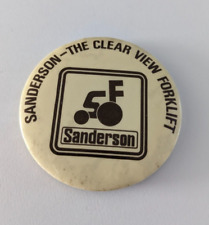 SANDERSON-THE CLEAR VIEW FORKLIFT
SF
Sanderson